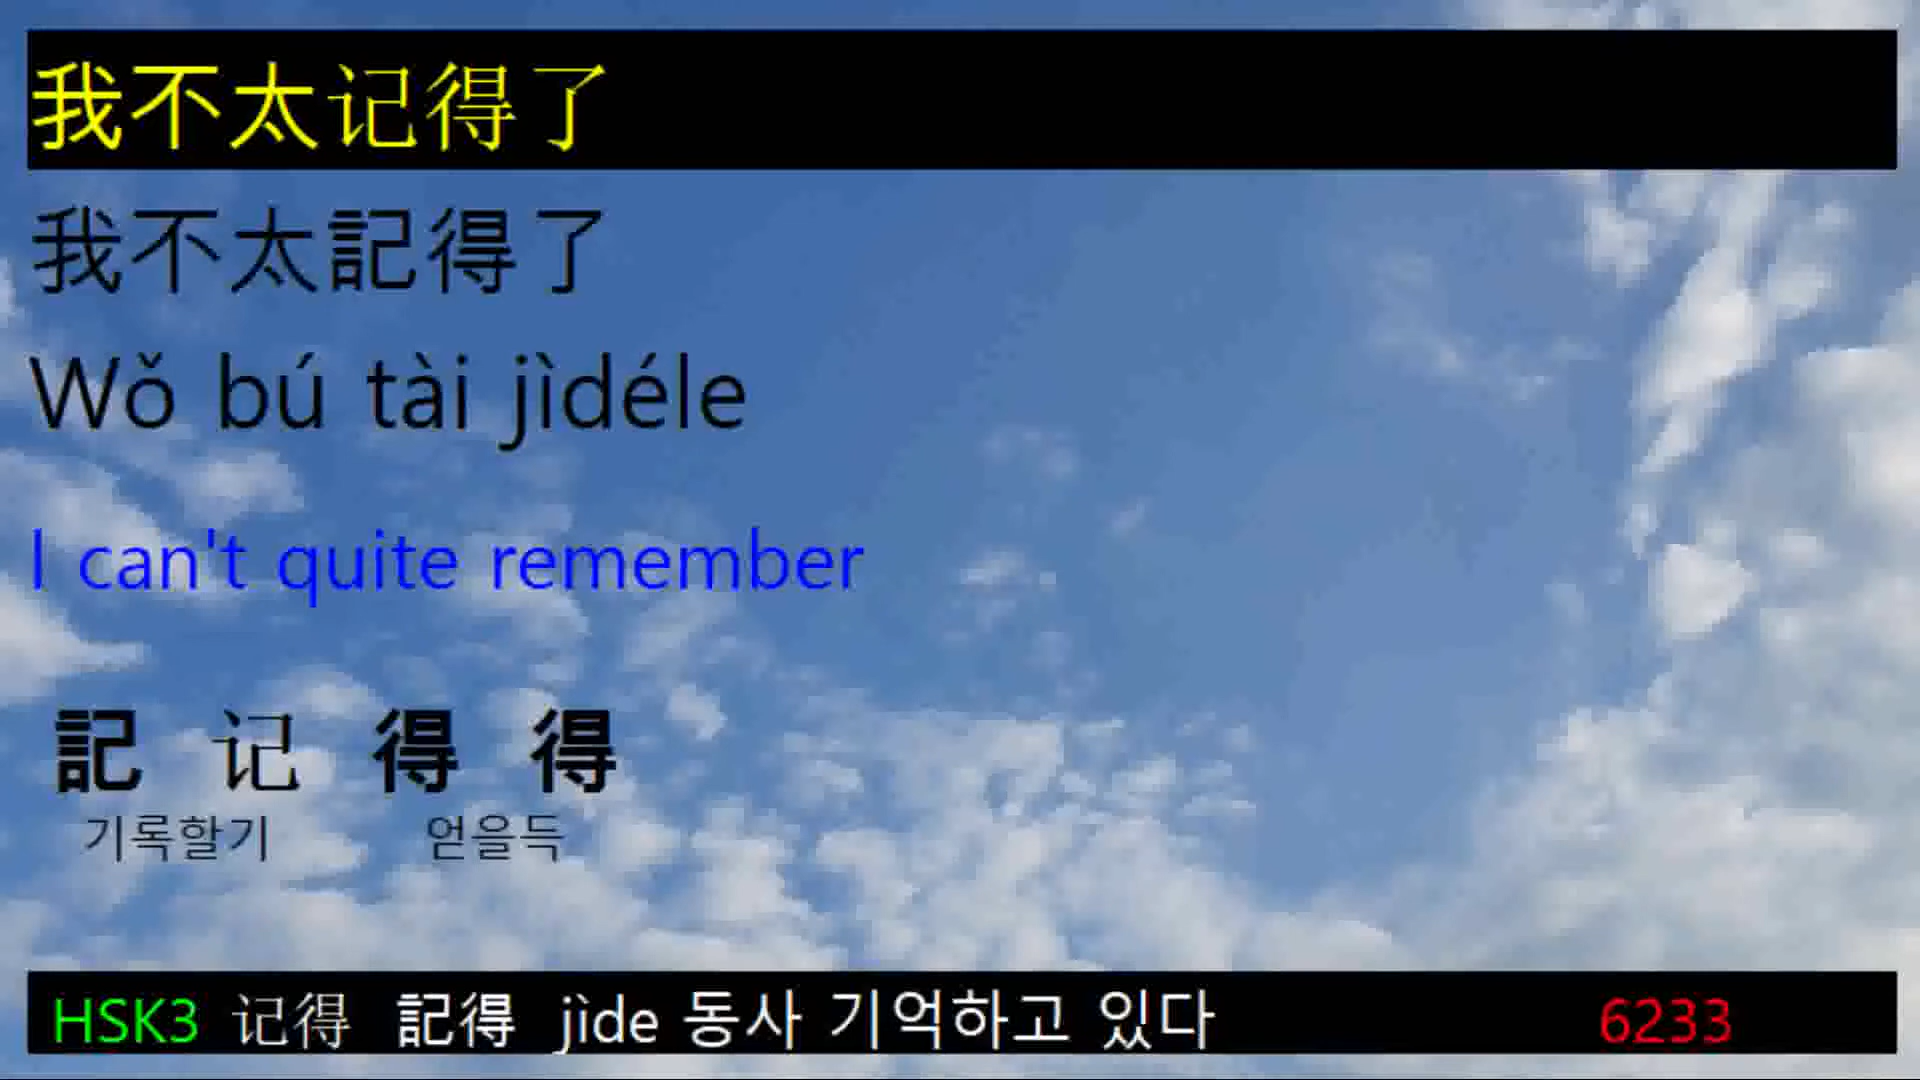 我不太记得了
我不太記得了
Wǒ bú tài jìdéle
I can't quite remember
記 记 得 得
기록할기 얻을득
HSK3 记得 記得 jìde 동사 기억하고 있다 6233